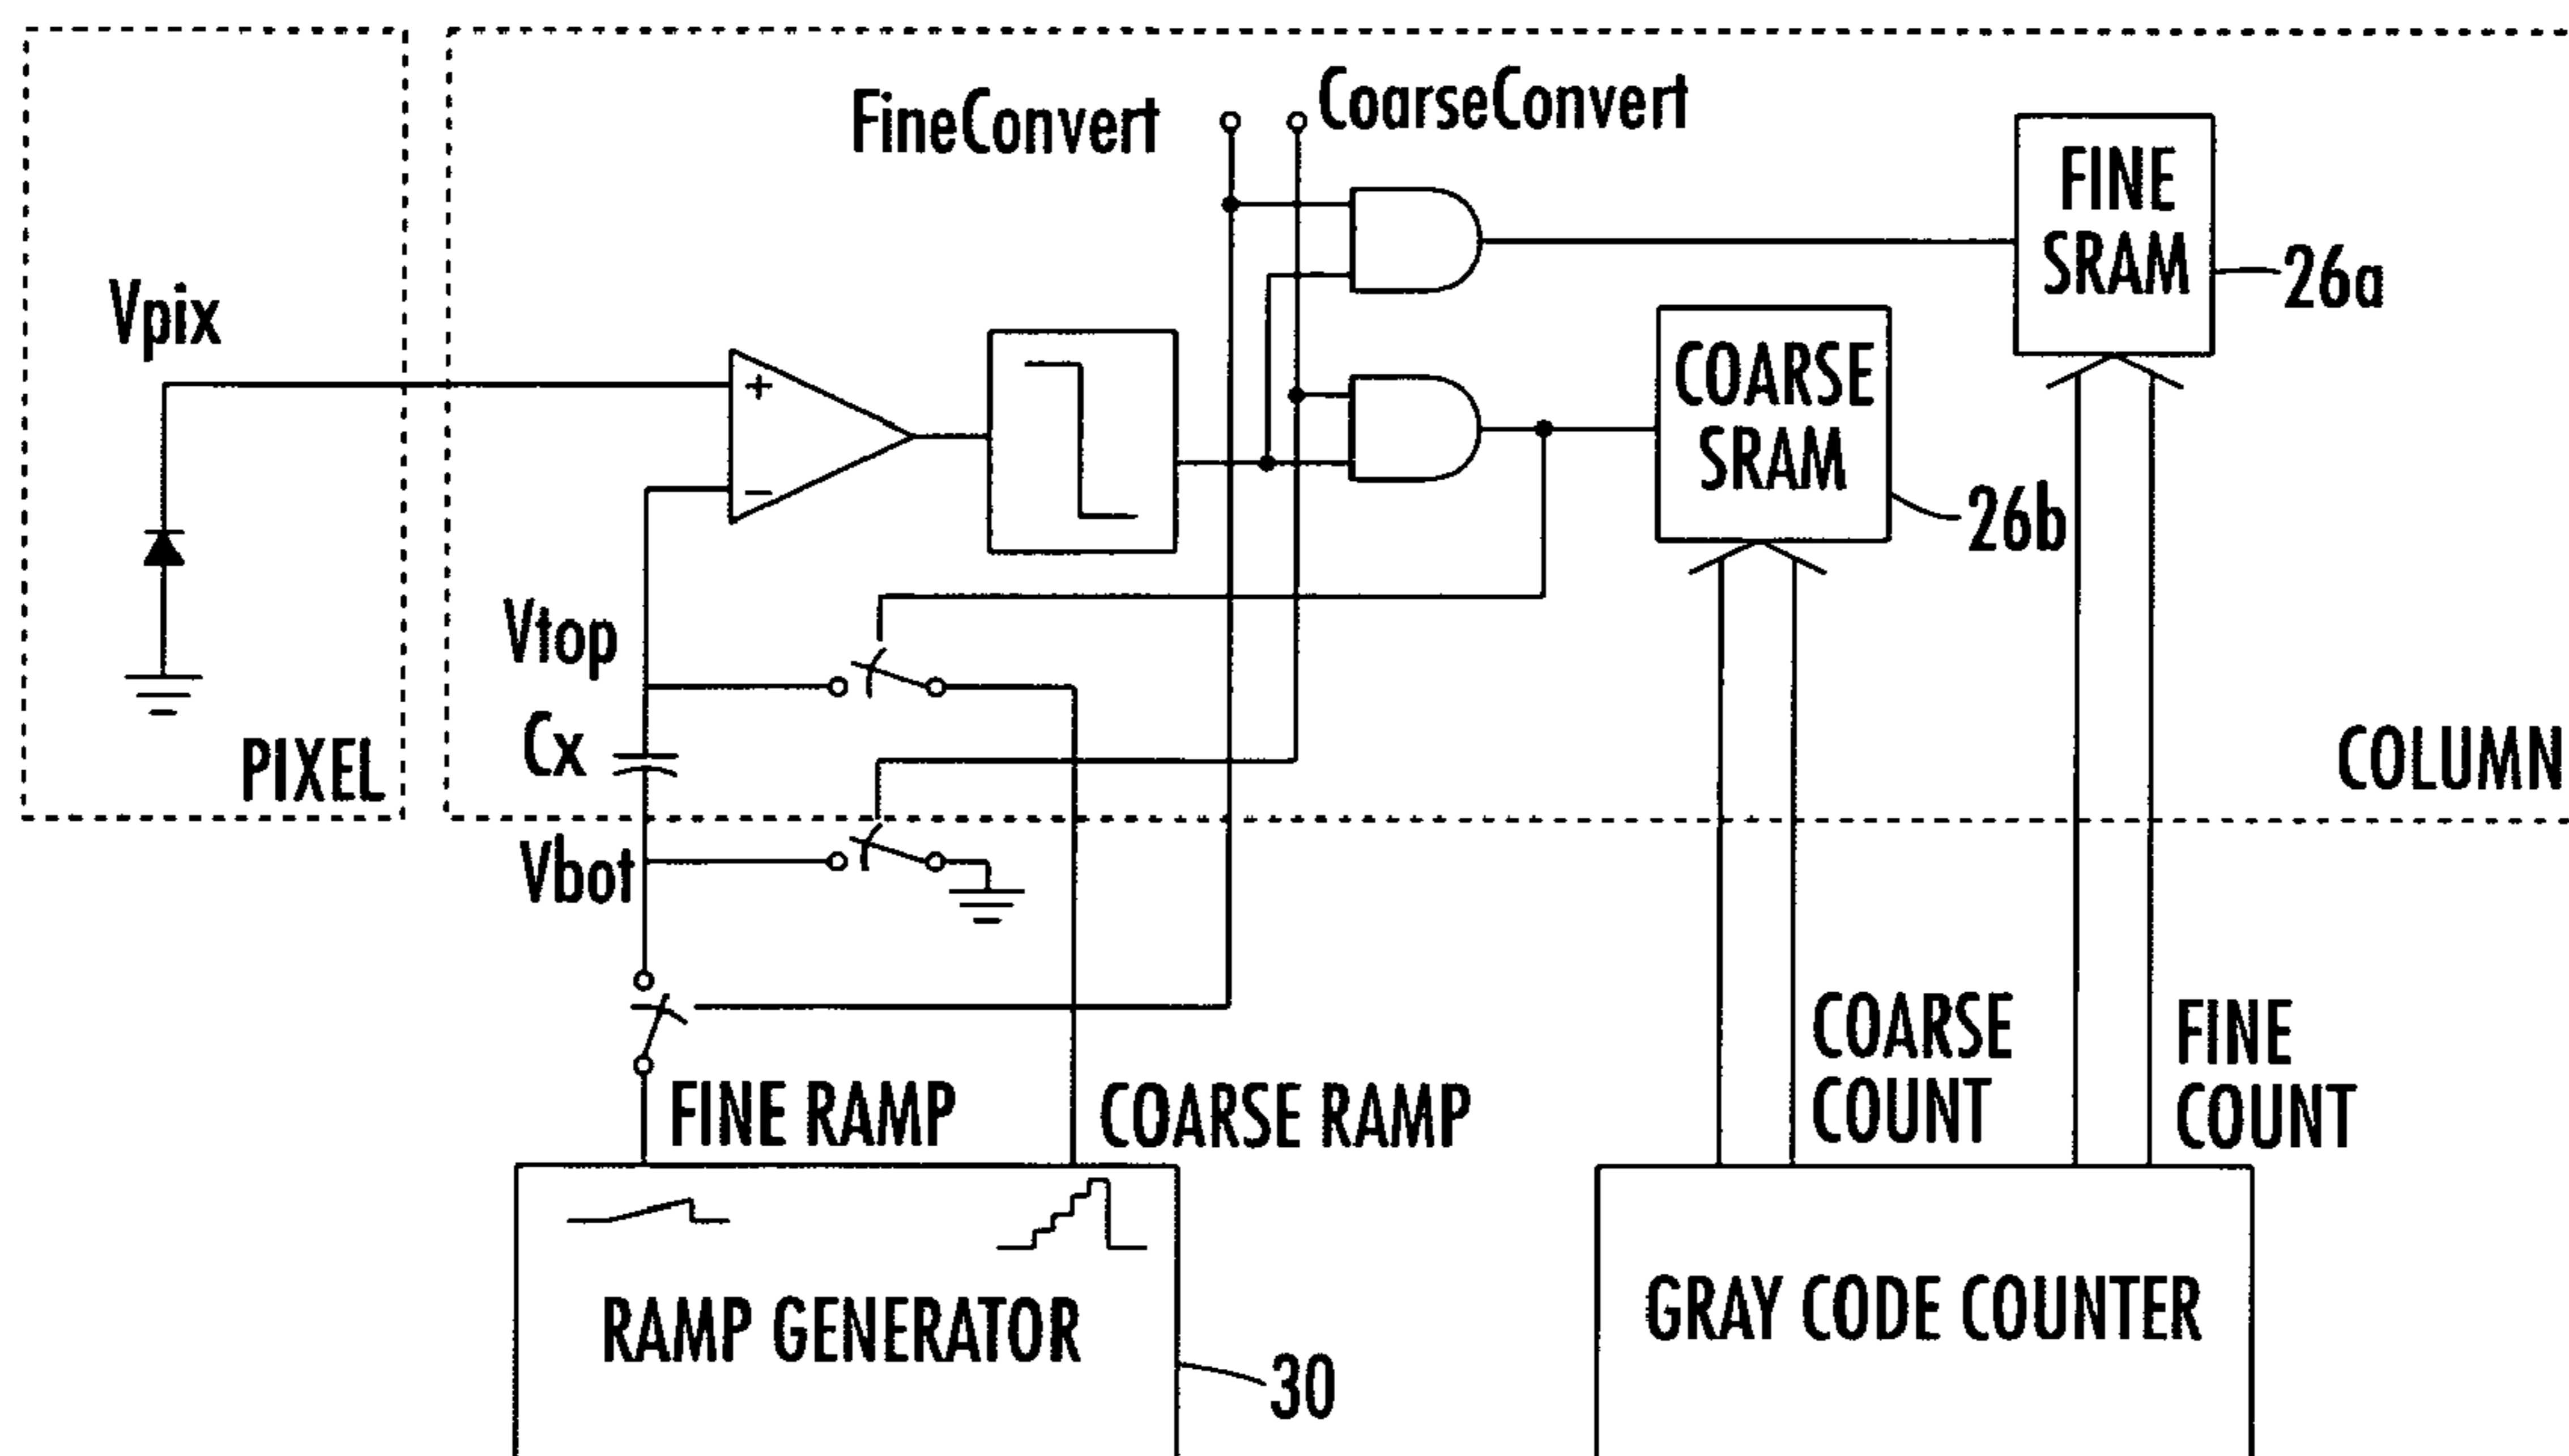 FineConvert
CoarseConvert
FINE
SRAM
26a
Vpix
+
−
COARSE
SRAM
26b
Vtop
Cx
PIXEL
COLUMN
Vbot
COARSE
COUNT
FINE
COUNT
FINE RAMP
COARSE RAMP
RAMP GENERATOR
GRAY CODE COUNTER
30